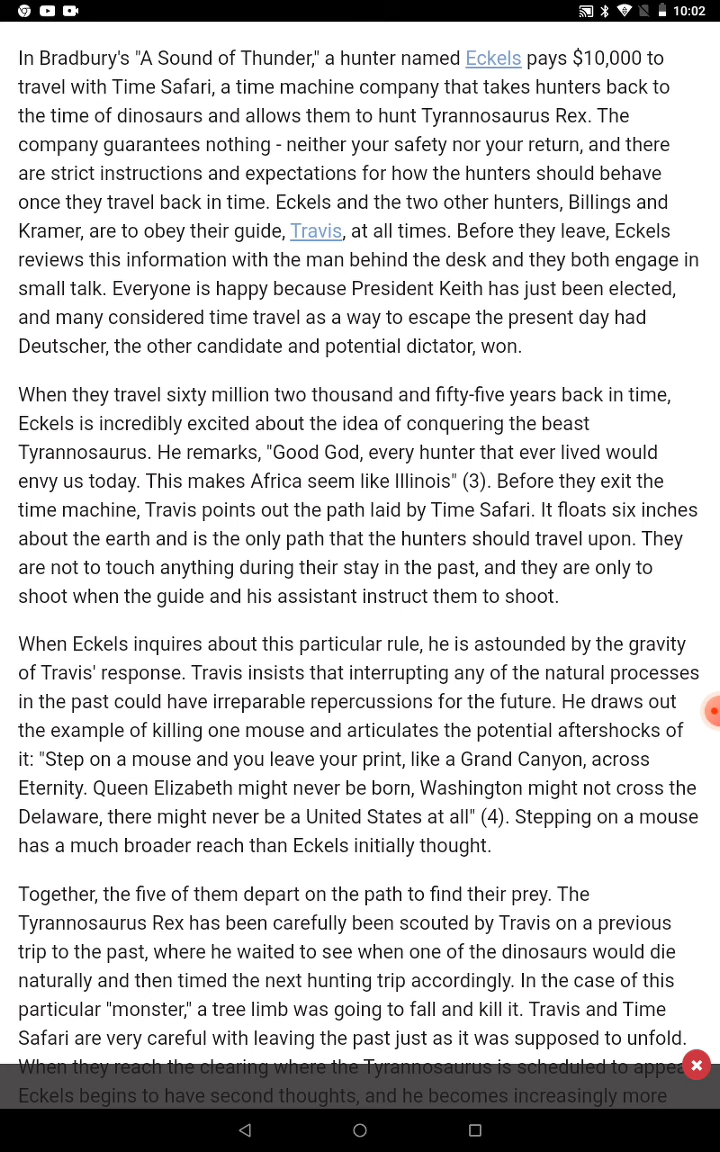 10:02
In Bradbury's "A Sound of Thunder," a hunter named Eckels pays $10,000 to
travel with Time Safari, a time machine company that takes hunters back to
the time of dinosaurs and allows them to hunt Tyrannosaurus Rex. The
company guarantees nothing - neither your safety nor your return, and there
are strict instructions and expectations for how the hunters should behave
once they travel back in time. Eckels and the two other hunters, Billings and
Kramer, are to obey their guide, Travis, at all times. Before they leave, Eckels
reviews this information with the man behind the desk and they both engage in
small talk. Everyone is happy because President Keith has just been elected,
and many considered time travel as a way to escape the present day had
Deutscher, the other candidate and potential dictator, won.
When they travel sixty million two thousand and fifty-five years back in time,
Eckels is incredibly excited about the idea of conquering the beast
Tyrannosaurus. He remarks, "Good God, every hunter that ever lived would
envy us today. This makes Africa seem like Illinois" (3). Before they exit the
time machine, Travis points out the path laid by Time Safari. It floats six inches
about the earth and is the only path that the hunters should travel upon. They
are not to touch anything during their stay in the past, and they are only to
shoot when the guide and his assistant instruct them to shoot.
When Eckels inquires about this particular rule, he is astounded by the gravity
of Travis' response. Travis insists that interrupting any of the natural processes
in the past could have irreparable repercussions for the future. He draws out
the example of killing one mouse and articulates the potential aftershocks of
it: "Step on a mouse and you leave your print, like a Grand Canyon, across
Eternity. Queen Elizabeth might never be born, Washington might not cross the
Delaware, there might never be a United States at all" (4). Stepping on a mouse
has a much broader reach than Eckels initially thought.
Together, the five of them depart on the path to find their prey. The
Tyrannosaurus Rex has been carefully been scouted by Travis on a previous
trip to the past, where he waited to see when one of the dinosaurs would die
naturally and then timed the next hunting trip accordingly. In the case of this
particular "monster," a tree limb was going to fall and kill it. Travis and Time
Safari are very careful with leaving the past just as it was supposed to unfold.
When they reach the clearing where the Tyrannosaurus is scheduled to appea
Eckels begins to have second thoughts, and he becomes increasingly more